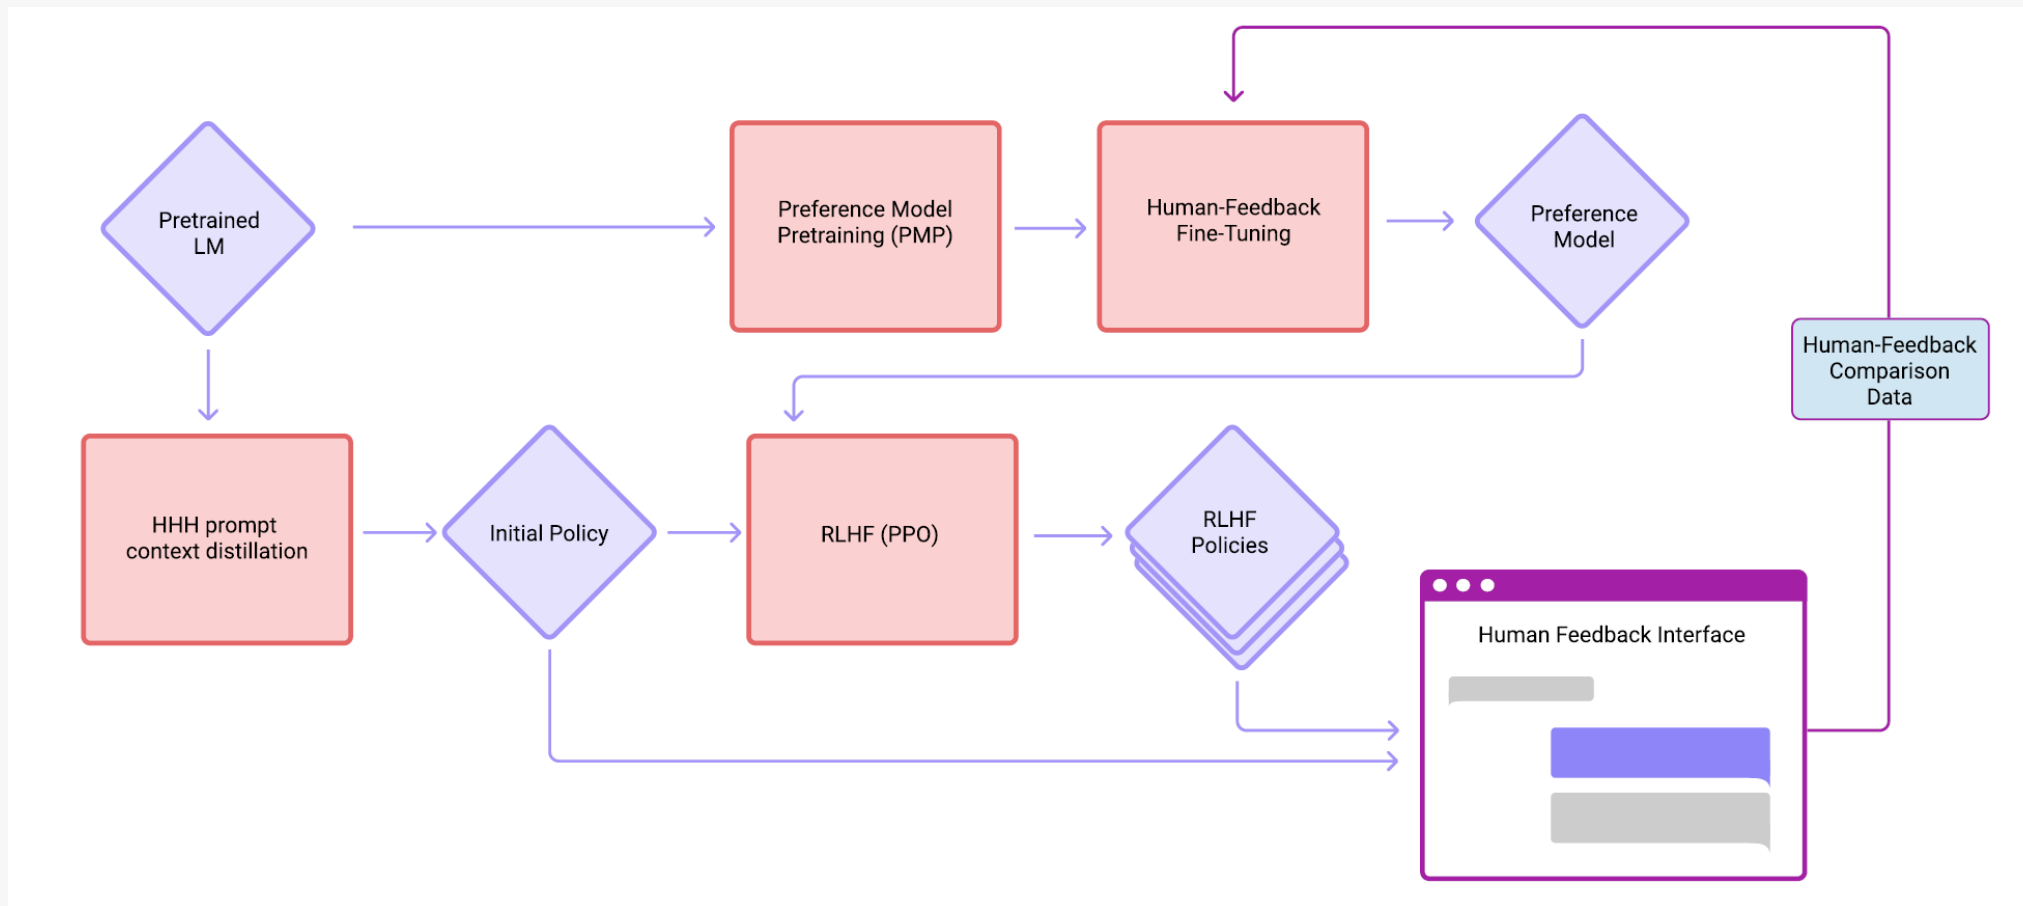 Pretrained
LM
Preference Model
Pretraining (PMP)
Human-Feedback
Fine-Tuning
Preference
Model
Human-Feedback
Comparison
Data
HHH prompt
context distillation
Initial Policy
RLHF (PPO)
RLHF
Policies
Human Feedback Interface